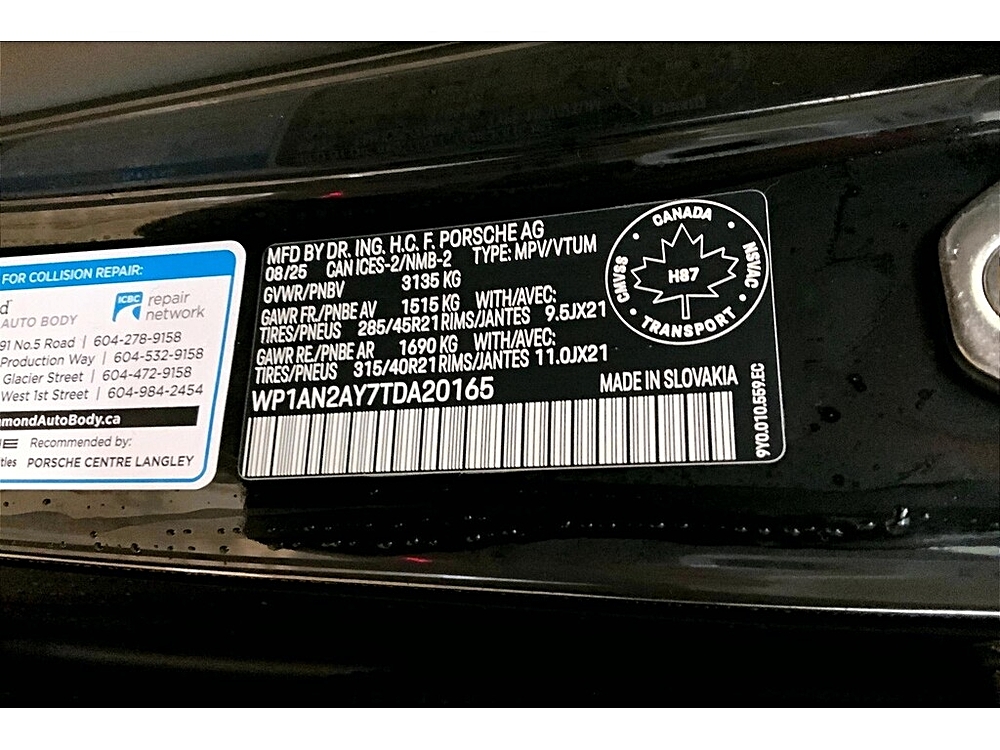 FOR COLLISION REPAIR:
AUTO BODY
ICBC repair network
91 No.5 Road | 604-278-9158
Production Way | 604-532-9158
Glacier Street | 604-472-9158
West 1st Street | 604-984-2454
mondAutoBody.ca
Recommended by:
PORSCHE CENTRE LANGLEY
MFD BY DR. ING. H.C. F. PORSCHE AG
08/25 CAN ICES-2/NMB-2 TYPE: MPV/VTUM
GVWR/PNBV 3135 KG
GAWR FR./PNBE AV 1515 KG WITH/AVEC:
TIRES/PNEUS 285/45R21 RIMS/JANTES 9.5JX21
GAWR RE./PNBE AR 1690 KG WITH/AVEC:
TIRES/PNEUS 315/40R21 RIMS/JANTES 11.0JX21
WP1AN2AY7TDA20165 MADE IN SLOVAKIA
CANADA
CMVSS
H87
NSVAC
TRANSPORT
9Y0.010.559.EC